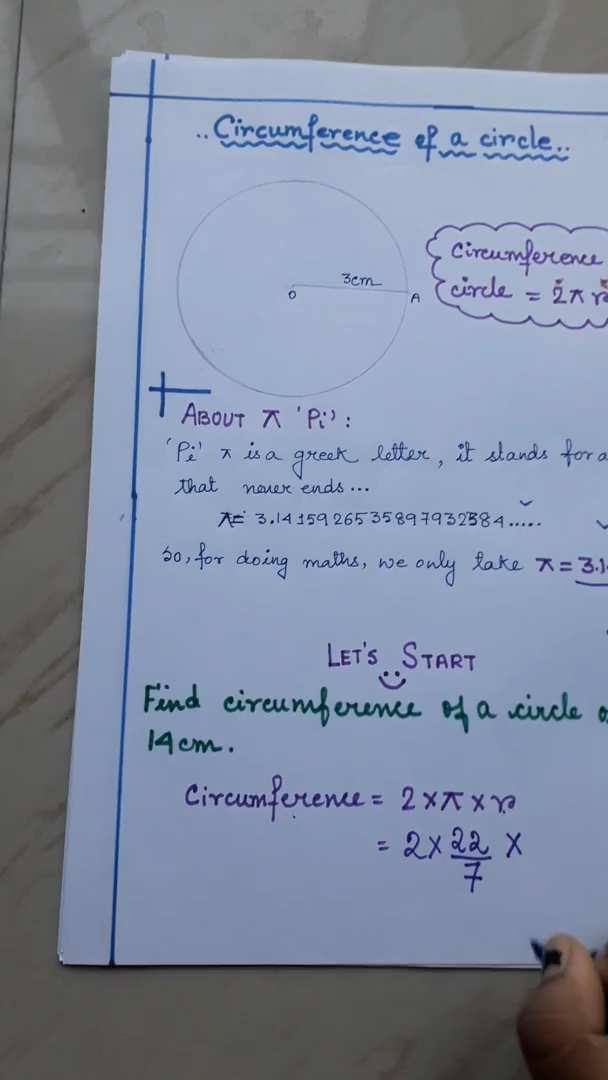 ..Circumference of a circle..
3cm
O
A
Circumference
circle = 2πr
ABOUT π 'Pi':
'Pi' π is a greek letter, it stands for a
that never ends...
π= 3.1415926535897932384.....
so, for doing maths, we only take π = 3.1
LET'S START
Find circumference of a circle
14cm.
Circumference = 2 × π × r
= 2 × 22/7 ×